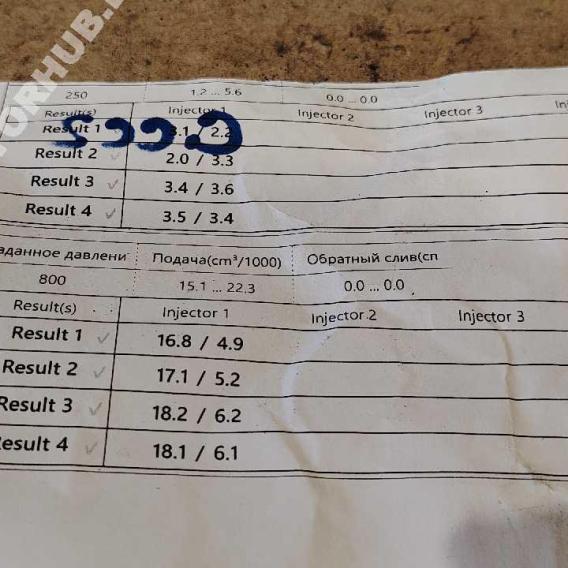 250 1.2 ... 5.6 0.0 ... 0.0
Result(s) Injector 1 Injector 2 Injector 3
Result 1 3.1 / 2.2
Result 2 2.0 / 3.3
Result 3 3.4 / 3.6
Result 4 3.5 / 3.4
аданное давлени Подача(cm³/1000) Обратный слив(сп
800 15.1 ... 22.3 0.0 ... 0.0
Result(s) Injector 1 Injector 2 Injector 3
Result 1 16.8 / 4.9
Result 2 17.1 / 5.2
Result 3 18.2 / 6.2
Result 4 18.1 / 6.1